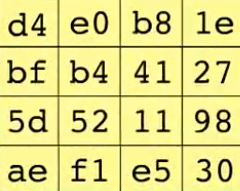 d4 e0 b8 1e
bf b4 41 27
5d 52 11 98
ae f1 e5 30